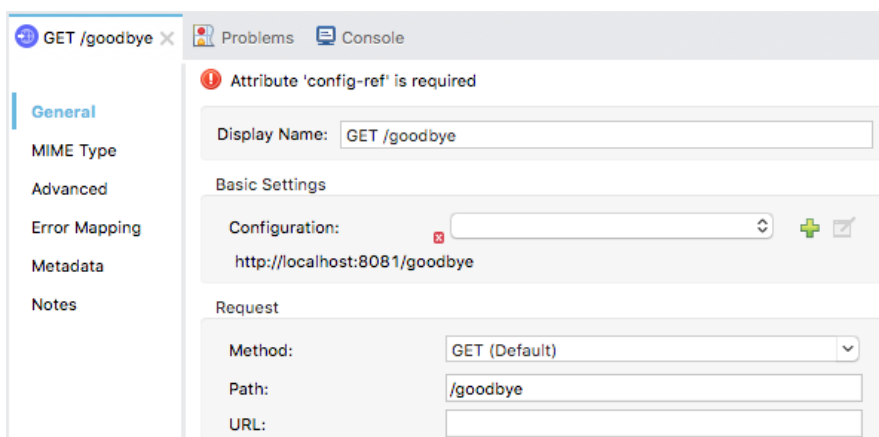 GET /goodbye Problems Console
Attribute 'config-ref' is required
General
Display Name: GET /goodbye
MIME Type
Advanced
Basic Settings
Error Mapping
Configuration:
Metadata
http://localhost:8081/goodbye
Notes
Request
Method: GET (Default)
Path: /goodbye
URL: